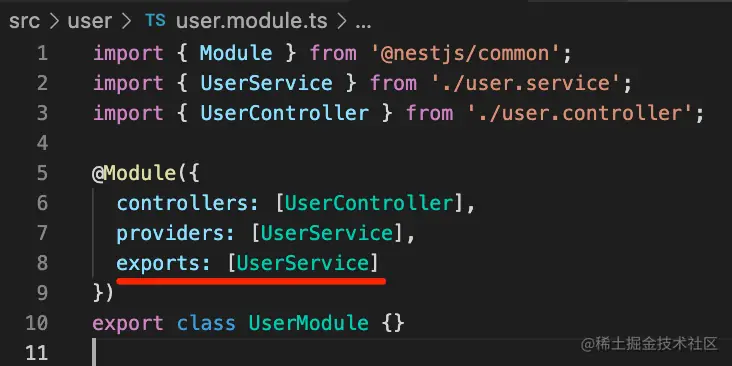 src > user > TS user.module.ts > ...
1 import { Module } from '@nestjs/common';
2 import { UserService } from './user.service';
3 import { UserController } from './user.controller';
4
5 @Module({
6   controllers: [UserController],
7   providers: [UserService],
8   exports: [UserService]
9 })
10 export class UserModule {}
11
@稀土掘金技术社区